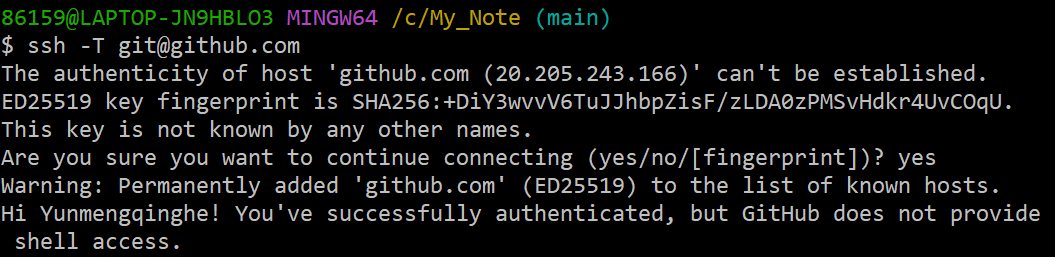 86159@LAPTOP-JN9HBLO3 MINGW64 /c/My_Note (main)
$ ssh -T git@github.com
The authenticity of host 'github.com (20.205.243.166)' can't be established.
ED25519 key fingerprint is SHA256:+DiY3wvvV6TuJJhbpZisF/zLDA0zPMSvHdkr4UvCOqU.
This key is not known by any other names.
Are you sure you want to continue connecting (yes/no/[fingerprint])? yes
Warning: Permanently added 'github.com' (ED25519) to the list of known hosts.
Hi Yunmengqinghe! You've successfully authenticated, but GitHub does not provide
 shell access.